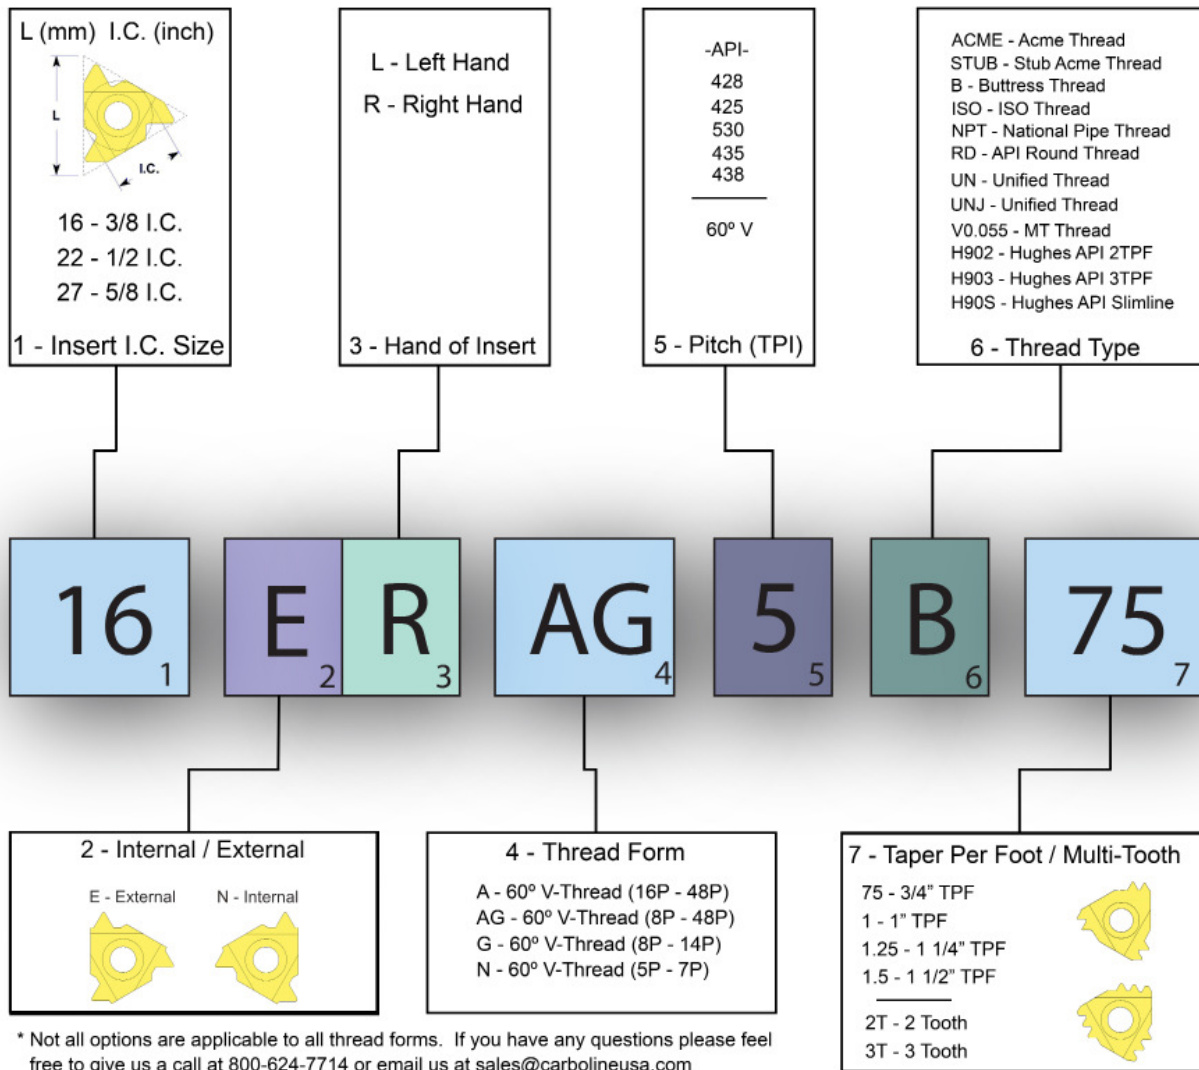 L (mm) I.C. (inch)
L
I.C.
16 - 3/8 I.C.
22 - 1/2 I.C.
27 - 5/8 I.C.
1 - Insert I.C. Size
L - Left Hand
R - Right Hand
3 - Hand of Insert
-API-
428
425
530
435
438
60º V
5 - Pitch (TPI)
ACME - Acme Thread
STUB - Stub Acme Thread
B - Buttress Thread
ISO - ISO Thread
NPT - National Pipe Thread
RD - API Round Thread
UN - Unified Thread
UNJ - Unified Thread
V0.055 - MT Thread
H902 - Hughes API 2TPF
H903 - Hughes API 3TPF
H90S - Hughes API Slimline
6 - Thread Type
16 1
E 2
R 3
AG 4
5 5
B 6
75 7
2 - Internal / External
E - External N - Internal
4 - Thread Form
A - 60º V-Thread (16P - 48P)
AG - 60º V-Thread (8P - 48P)
G - 60º V-Thread (8P - 14P)
N - 60º V-Thread (5P - 7P)
7 - Taper Per Foot / Multi-Tooth
75 - 3/4” TPF
1 - 1” TPF
1.25 - 1 1/4” TPF
1.5 - 1 1/2” TPF
2T - 2 Tooth
3T - 3 Tooth
* Not all options are applicable to all thread forms. If you have any questions please feel
free to give us a call at 800-624-7714 or email us at sales@carbolineusa.com